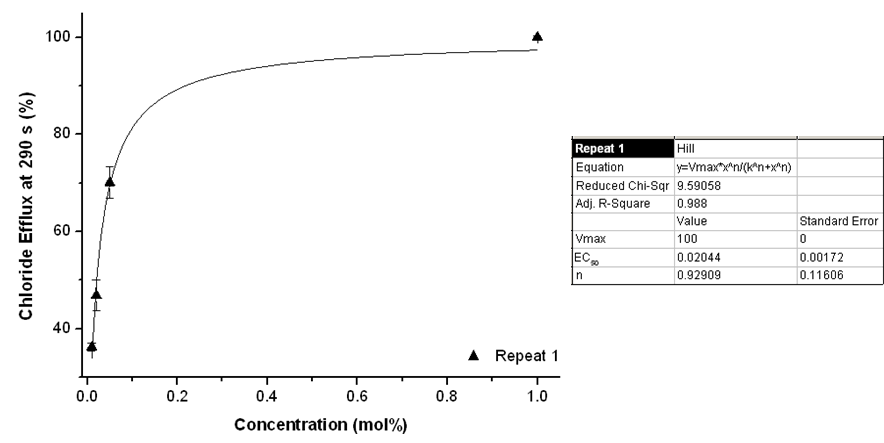 Chloride Efflux at 290 s (%)
100
80
60
40
0.0 0.2 0.4 0.6 0.8 1.0
Concentration (mol%)
Repeat 1
Repeat 1 Hill
Equation y=Vmax*x^n/(k^n+x^n)
Reduced Chi-Sqr 9.59058
Adj. R-Square 0.988
Value Standard Error
Vmax 100 0
EC50 0.02044 0.00172
n 0.92909 0.11606